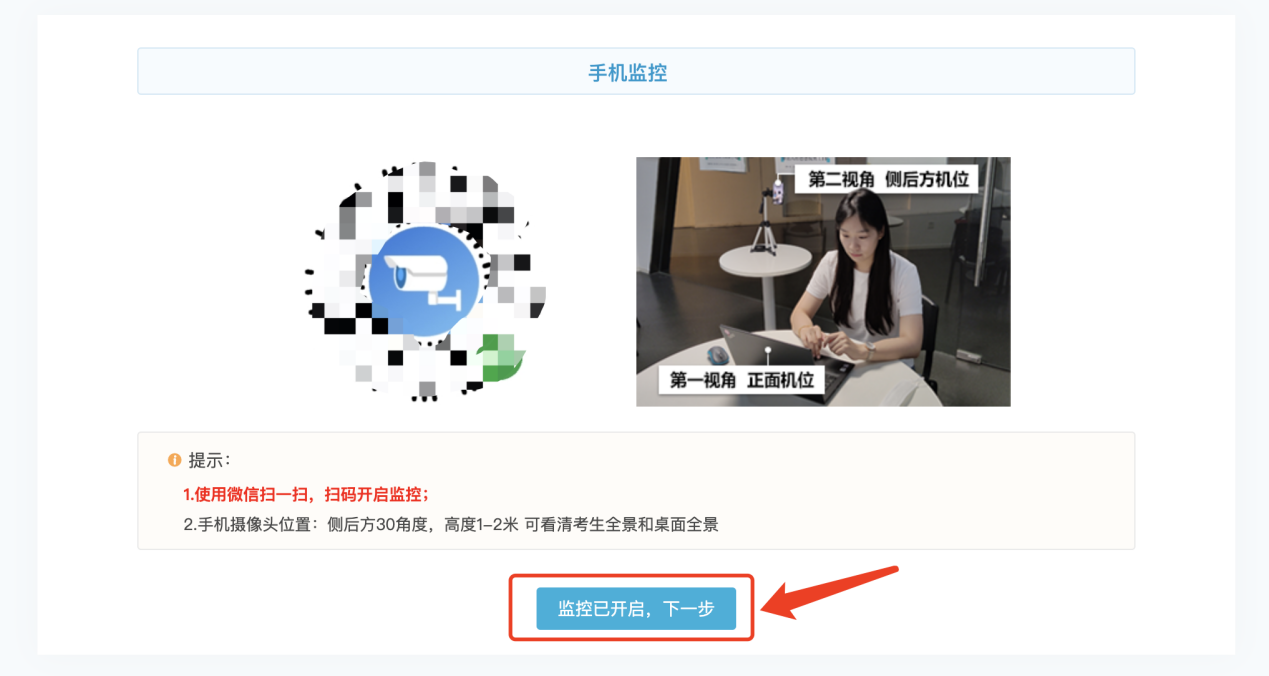 手机监控
第二视角 侧后方机位
第一视角 正面机位
提示：
1.使用微信扫一扫，扫码开启监控；
2.手机摄像头位置：侧后方30角度，高度1-2米 可看清考生全景和桌面全景
监控已开启，下一步